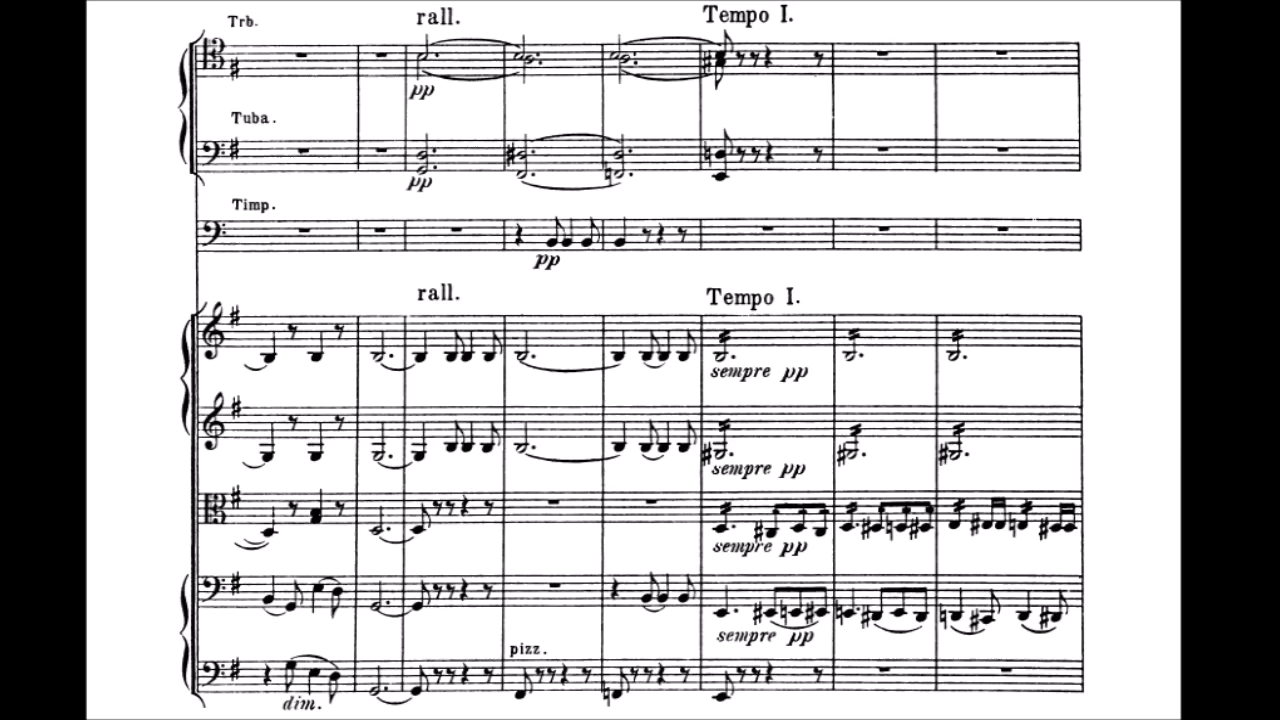 Trb.
rall.
Tempo I.
pp
Tuba.
pp
Timp.
pp
rall.
Tempo I.
sempre pp
sempre pp
sempre pp
sempre pp
pizz.
dim.